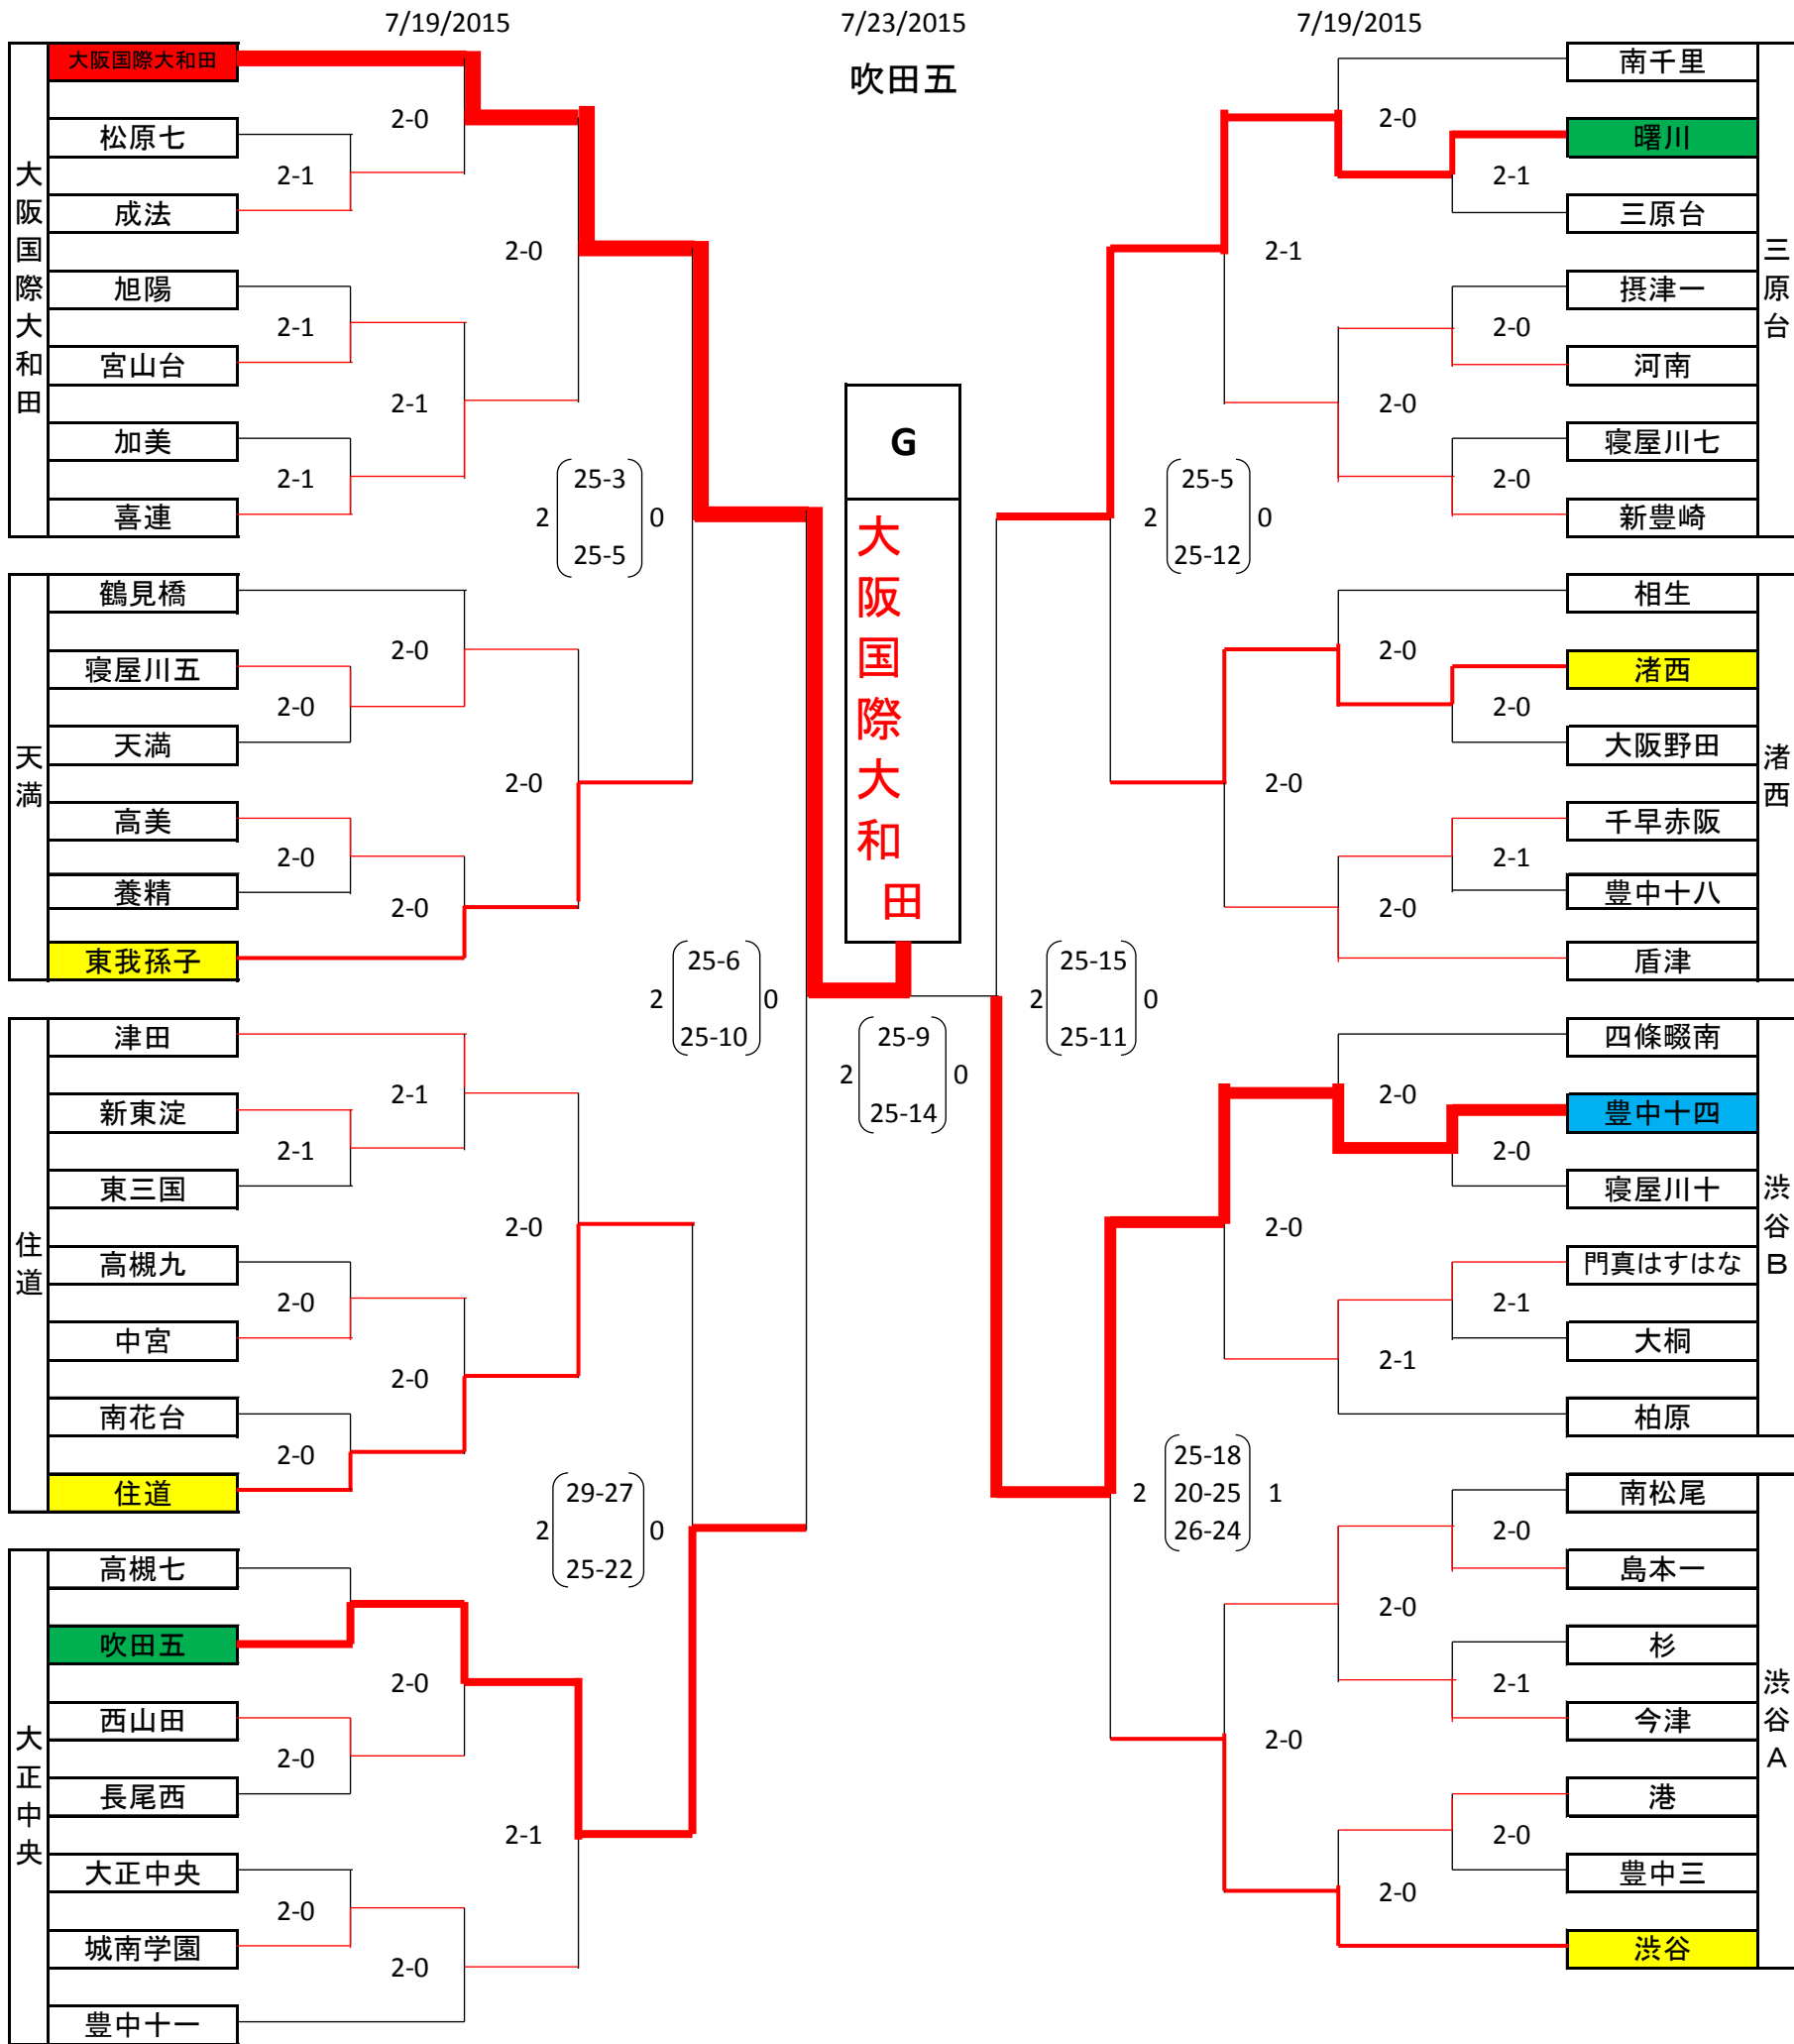 7/19/2015
7/23/2015
7/19/2015
吹田五
大阪国際大和田
大阪国際大和田
松原七
成法
旭陽
宮山台
加美
喜連
2-0
2-1
2-0
2-1
2-1
2-1
天満
鶴見橋
寝屋川五
天満
高美
養精
東我孫子
2-0
2-0
2-0
2-0
2-0
住道
津田
新東淀
東三国
高槻九
中宮
南花台
住道
2-1
2-1
2-0
2-0
2-0
2-0
大正中央
高槻七
吹田五
西山田
長尾西
大正中央
城南学園
豊中十一
2-0
2-0
2-1
2-0
2-0
2 25-3 0
25-5
2 29-27 0
25-22
2 25-6 0
25-10
G
大阪国際大和田
2 25-9 0
25-14
2 25-15 0
25-11
2 25-5 0
25-12
2 25-18 1
20-25
26-24
三原台
南千里
曙川
三原台
摂津一
河南
寝屋川七
新豊崎
2-0
2-1
2-1
2-0
2-0
2-0
渚西
相生
渚西
大阪野田
千早赤阪
豊中十八
盾津
2-0
2-0
2-0
2-1
2-0
渋谷B
四條畷南
豊中十四
寝屋川十
門真はすはな
大桐
柏原
2-0
2-0
2-0
2-1
2-1
渋谷A
南松尾
島本一
杉
今津
港
豊中三
渋谷
2-0
2-0
2-1
2-0
2-0
2-0